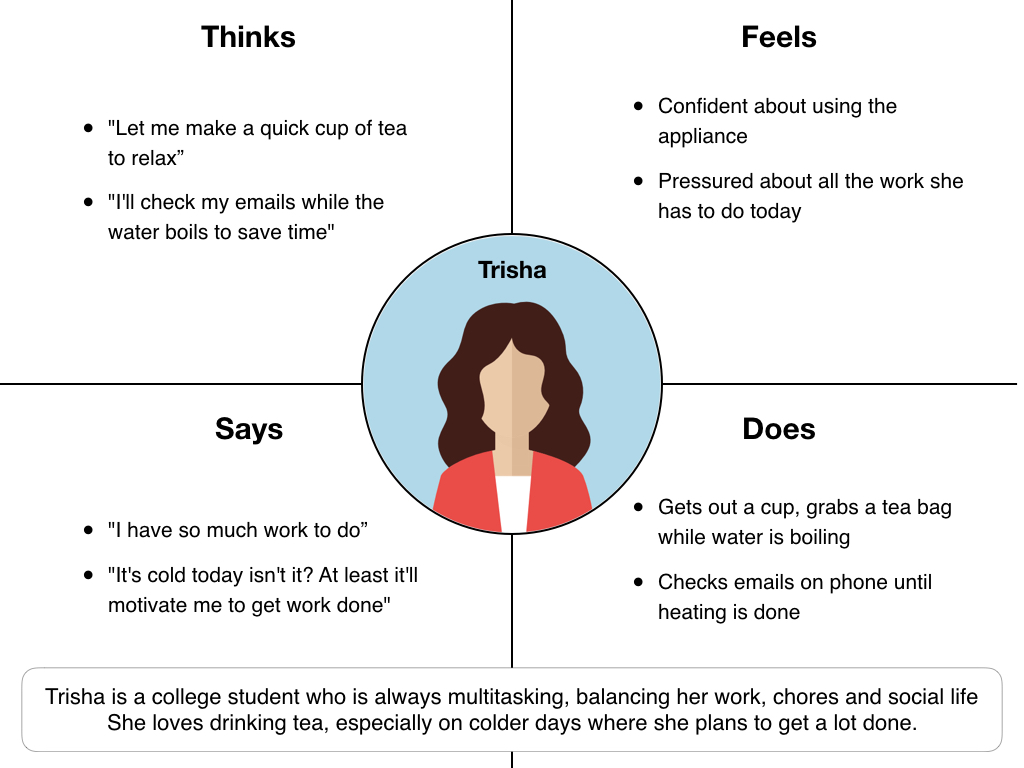 Thinks
"Let me make a quick cup of tea
to relax”
"I'll check my emails while the
water boils to save time"
Feels
Confident about using the
appliance
Pressured about all the work she
has to do today
Trisha
Says
"I have so much work to do”
"It's cold today isn't it? At least it'll
motivate me to get work done"
Does
Gets out a cup, grabs a tea bag
while water is boiling
Checks emails on phone until
heating is done
Trisha is a college student who is always multitasking, balancing her work, chores and social life
She loves drinking tea, especially on colder days where she plans to get a lot done.